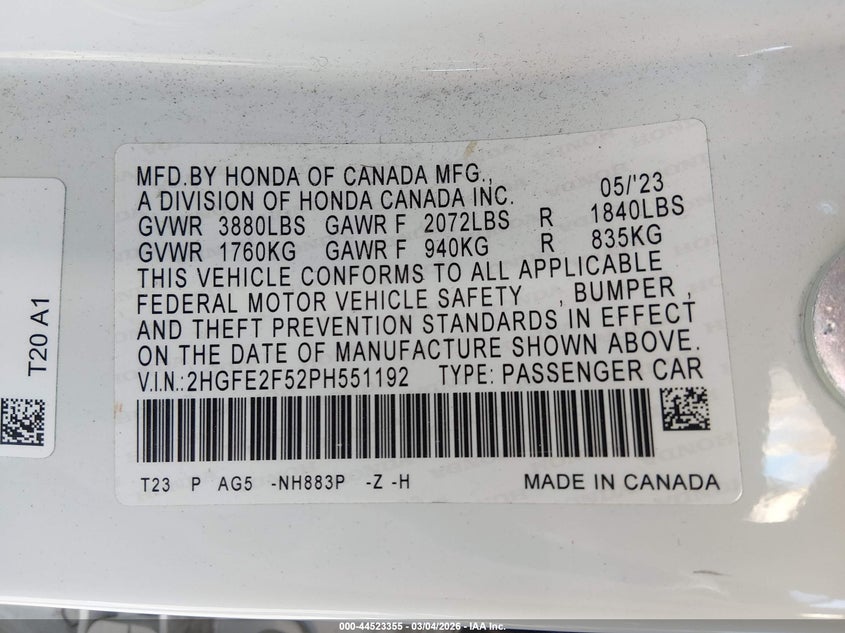 MFD.BY HONDA OF CANADA MFG.,
A DIVISION OF HONDA CANADA INC. 05/'23
GVWR 3880LBS GAWR F 2072LBS R 1840LBS
GVWR 1760KG GAWR F 940KG R 835KG
THIS VEHICLE CONFORMS TO ALL APPLICABLE
FEDERAL MOTOR VEHICLE SAFETY , BUMPER ,
AND THEFT PREVENTION STANDARDS IN EFFECT
ON THE DATE OF MANUFACTURE SHOWN ABOVE.
V.I.N.:2HGFE2F52PH551192 TYPE: PASSENGER CAR
T23 P AG5 -NH883P -Z -H MADE IN CANADA
T20 A1
000-44523355 - 03/04/2026 - IAA Inc.